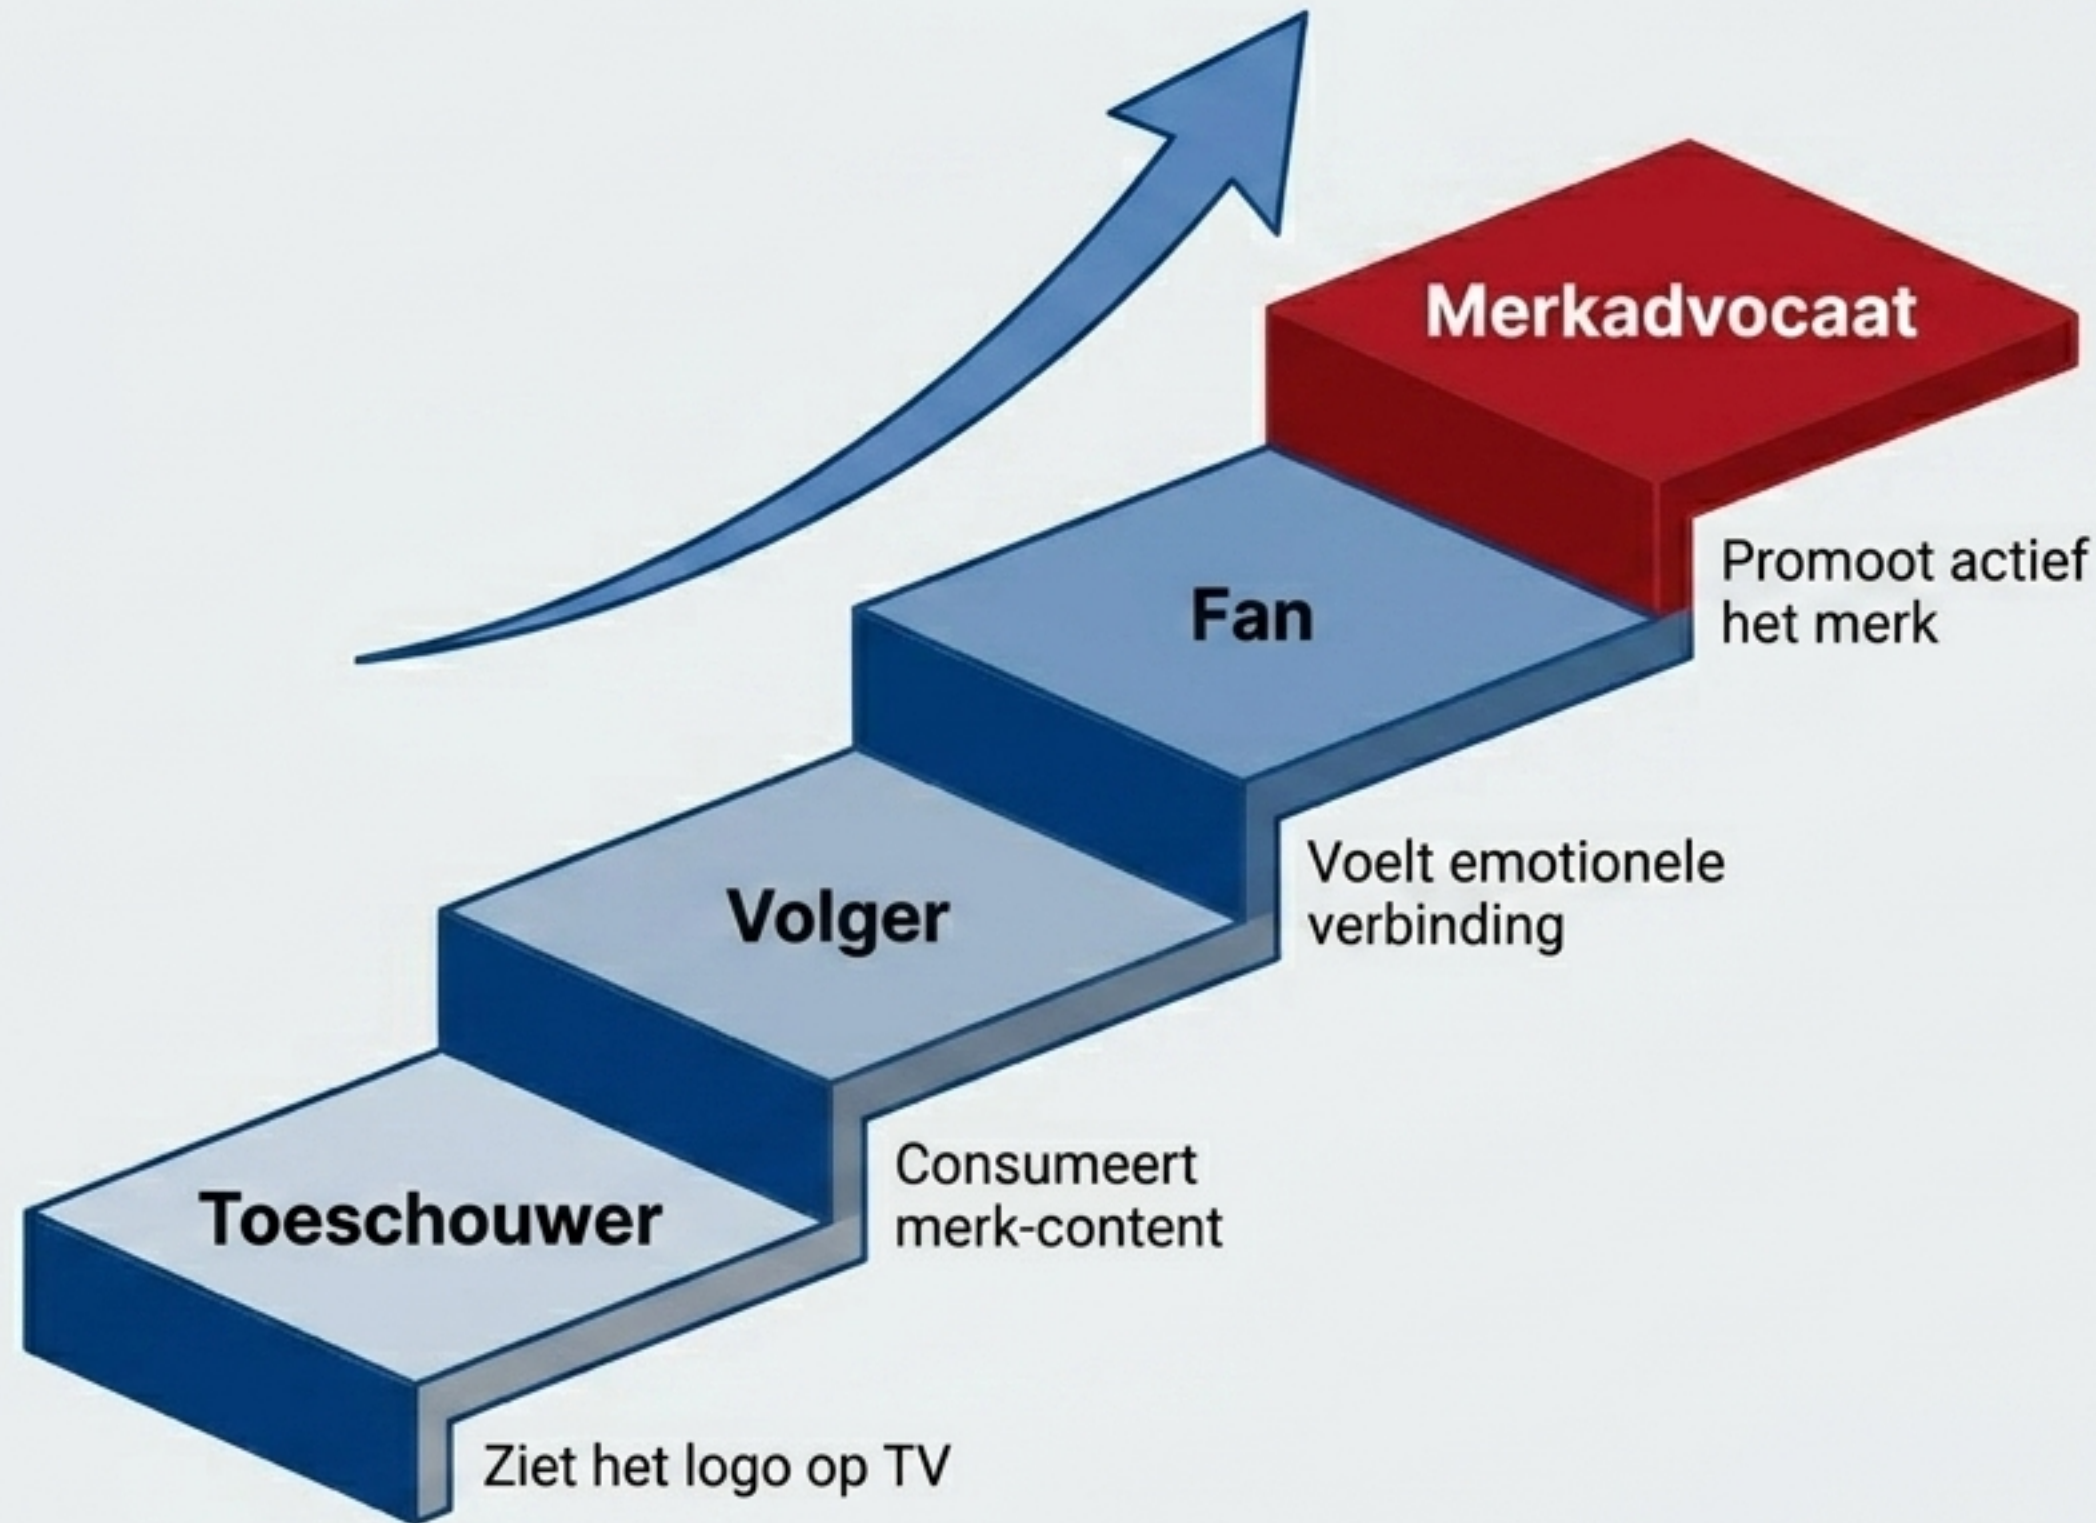 Merkadvocaat
Promoot actief
het merk
Fan
Voelt emotionele
verbinding
Volger
Consumeert
merk-content
Toeschouwer
Ziet het logo op TV